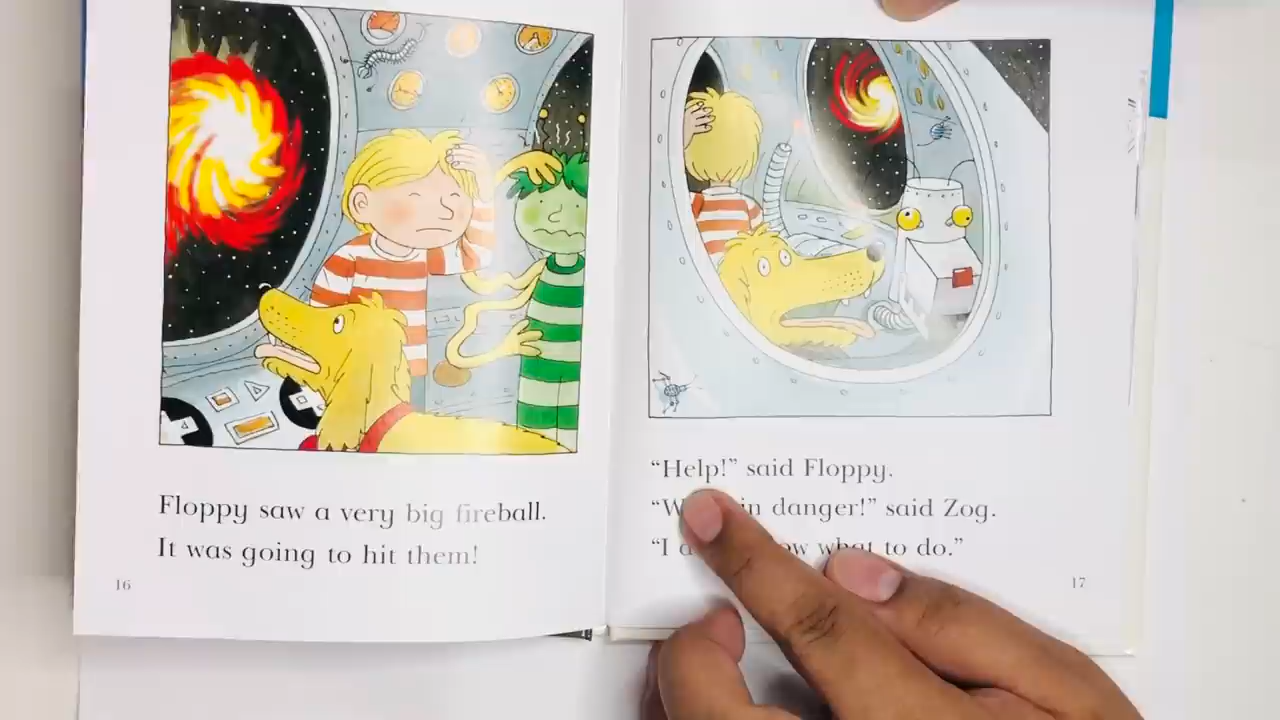 Floppy saw a very big fireball.
It was going to hit them!
16
“Help!” said Floppy.
in danger!” said Zog.
“I what to do.”
17